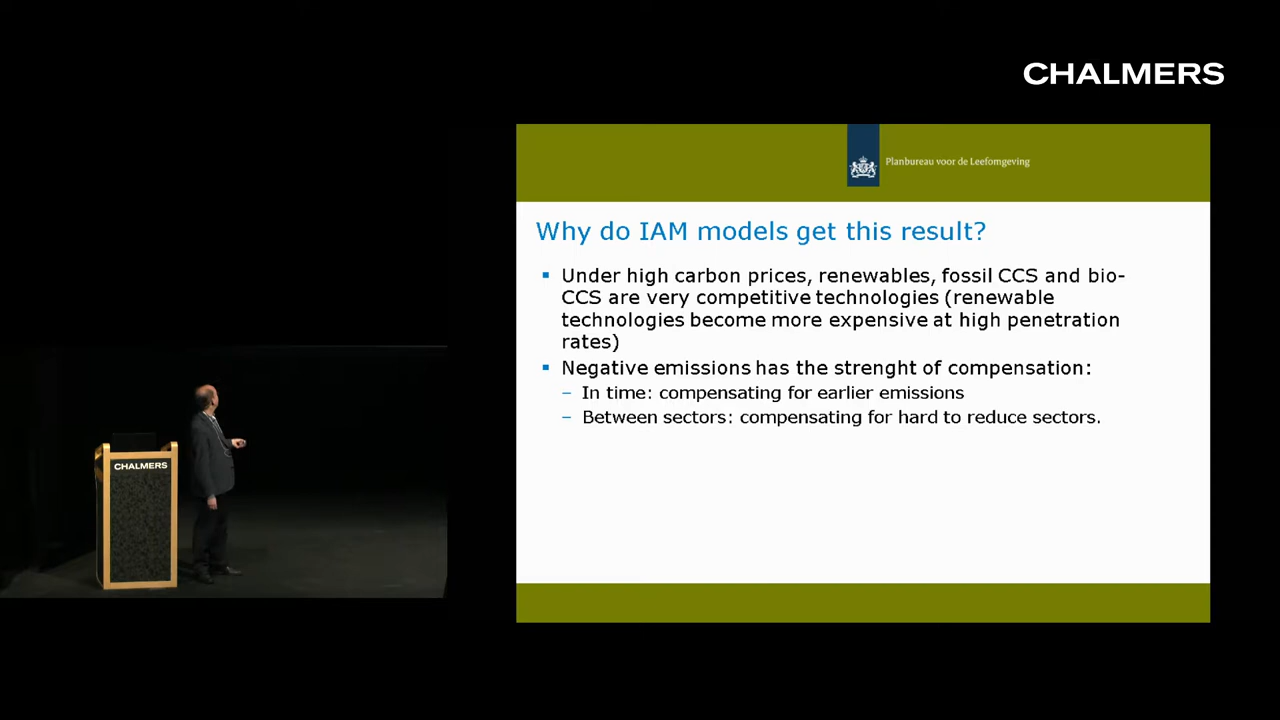 CHALMERS
Planbureau voor de Leefomgeving
Why do IAM models get this result?
Under high carbon prices, renewables, fossil CCS and bio-
CCS are very competitive technologies (renewable
technologies become more expensive at high penetration
rates)
Negative emissions has the strenght of compensation:
– In time: compensating for earlier emissions
– Between sectors: compensating for hard to reduce sectors.
CHALMERS